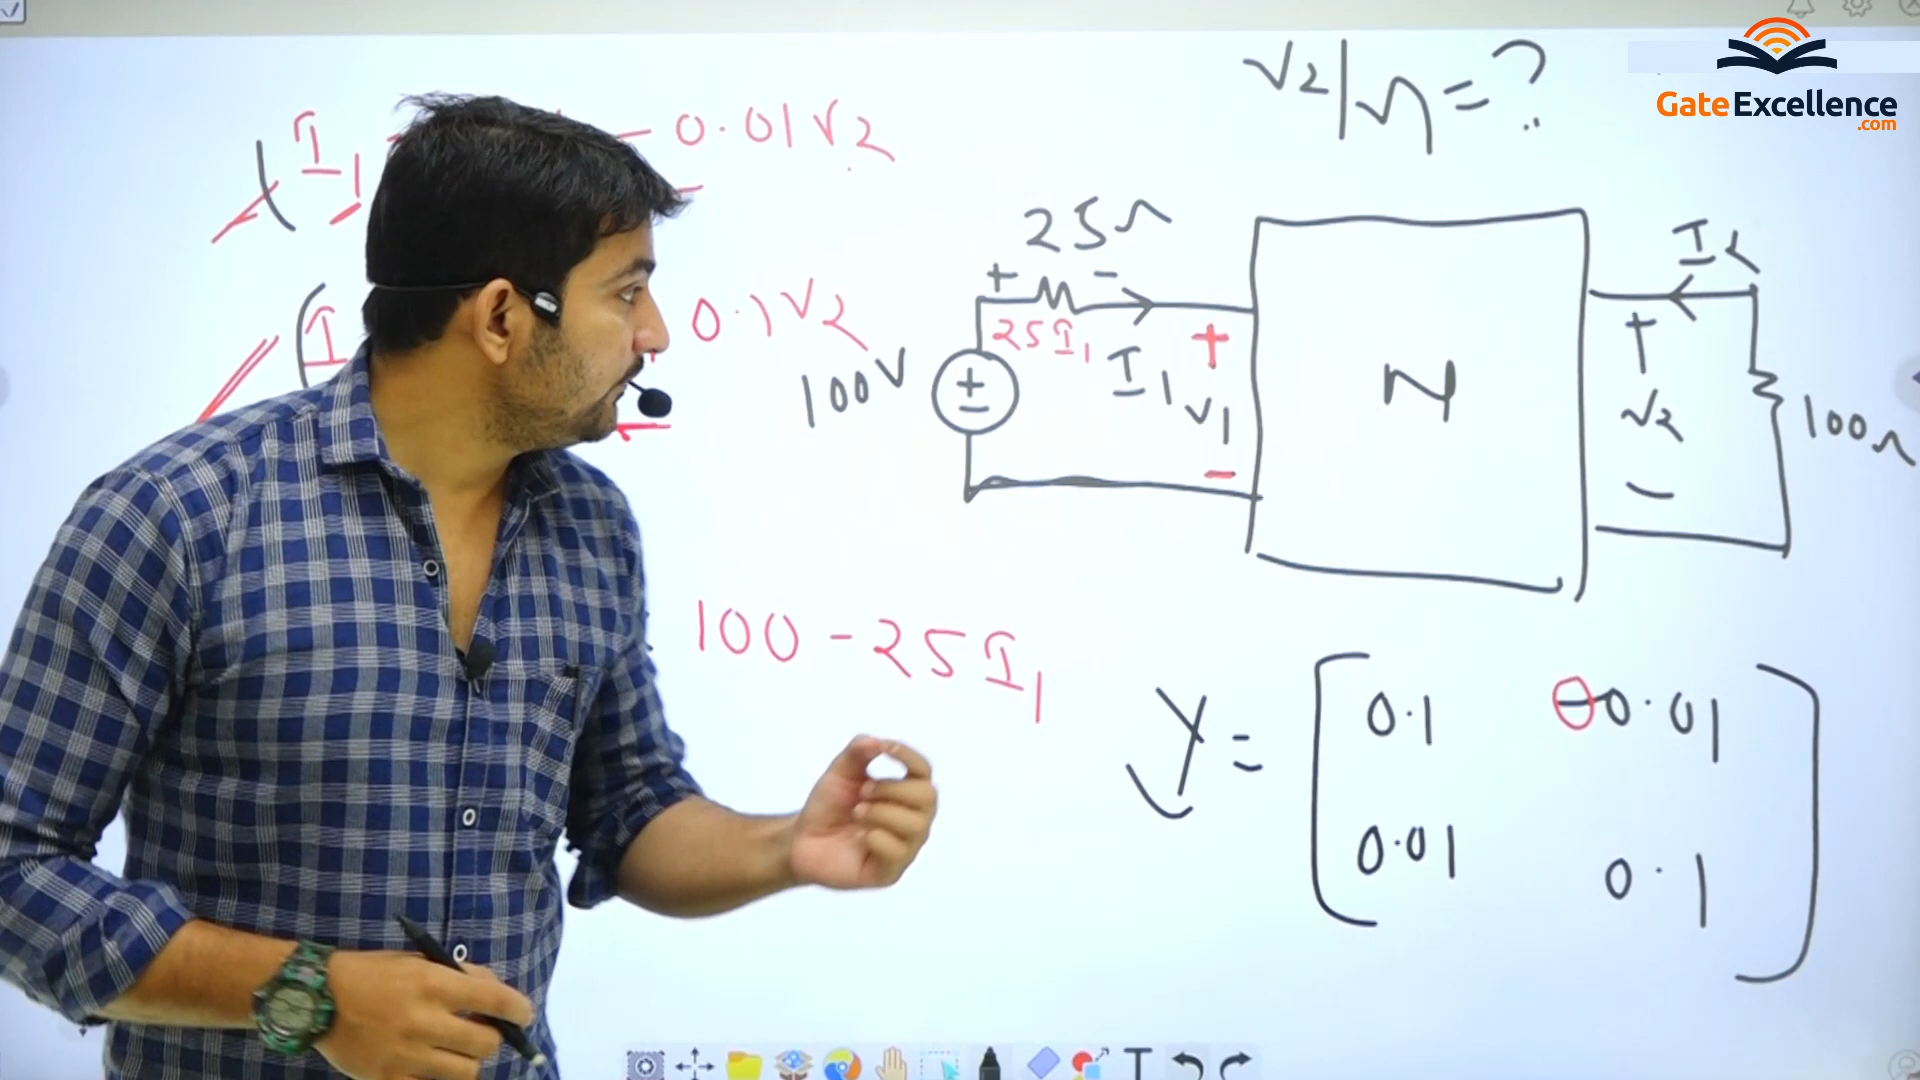 V2/V1 = ?
GateExcellence
.com
I1
- 0.01V2
I
0.1V2
25Ω
+ -
25I1
I1
100V
+
-
+
V1
-
N
I2
+
V2
-
100Ω
100 - 25I1
Y = [ 0.1 -0.01
0.01 0.1 ]
T